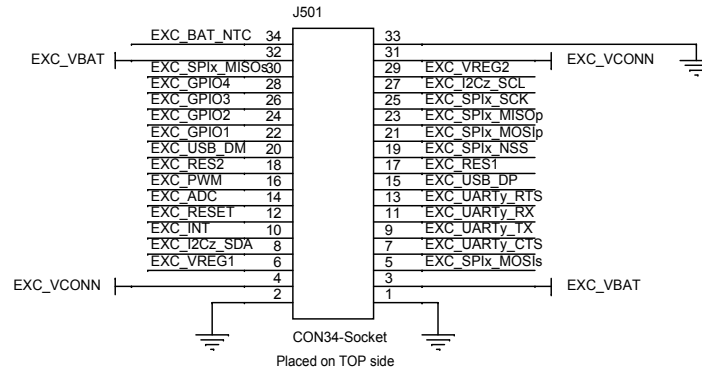 J501
EXC_BAT_NTC 34 33
EXC_VBAT 32 31 EXC_VCONN
EXC_SPIx_MISOs 30 29 EXC_VREG2
EXC_GPIO4 28 27 EXC_I2Cz_SCL
EXC_GPIO3 26 25 EXC_SPIx_SCK
EXC_GPIO2 24 23 EXC_SPIx_MISOp
EXC_GPIO1 22 21 EXC_SPIx_MOSIp
EXC_USB_DM 20 19 EXC_SPIx_NSS
EXC_RES2 18 17 EXC_RES1
EXC_PWM 16 15 EXC_USB_DP
EXC_ADC 14 13 EXC_UARTy_RTS
EXC_RESET 12 11 EXC_UARTy_RX
EXC_INT 10 9 EXC_UARTy_TX
EXC_I2Cz_SDA 8 7 EXC_UARTy_CTS
EXC_VREG1 6 5 EXC_SPIx_MOSIs
EXC_VCONN 4 3 EXC_VBAT
2 1
CON34-Socket
Placed on TOP side